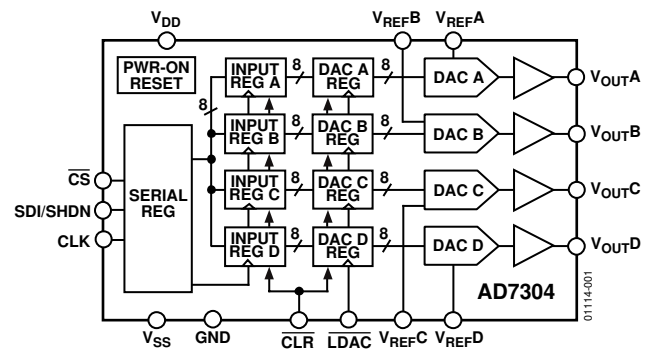 VDD
VREFB
VREFA
PWR-ON
RESET
8
INPUT
REG A
8
DAC A
REG
8
DAC A
VOUTA
INPUT
REG B
8
DAC B
REG
8
DAC B
VOUTB
CS
SDI/SHDN
CLK
SERIAL
REG
INPUT
REG C
8
DAC C
REG
8
DAC C
VOUTC
INPUT
REG D
8
DAC D
REG
8
DAC D
VOUTD
AD7304
01114-001
VSS
GND
CLR
LDAC
VREFC
VREFD